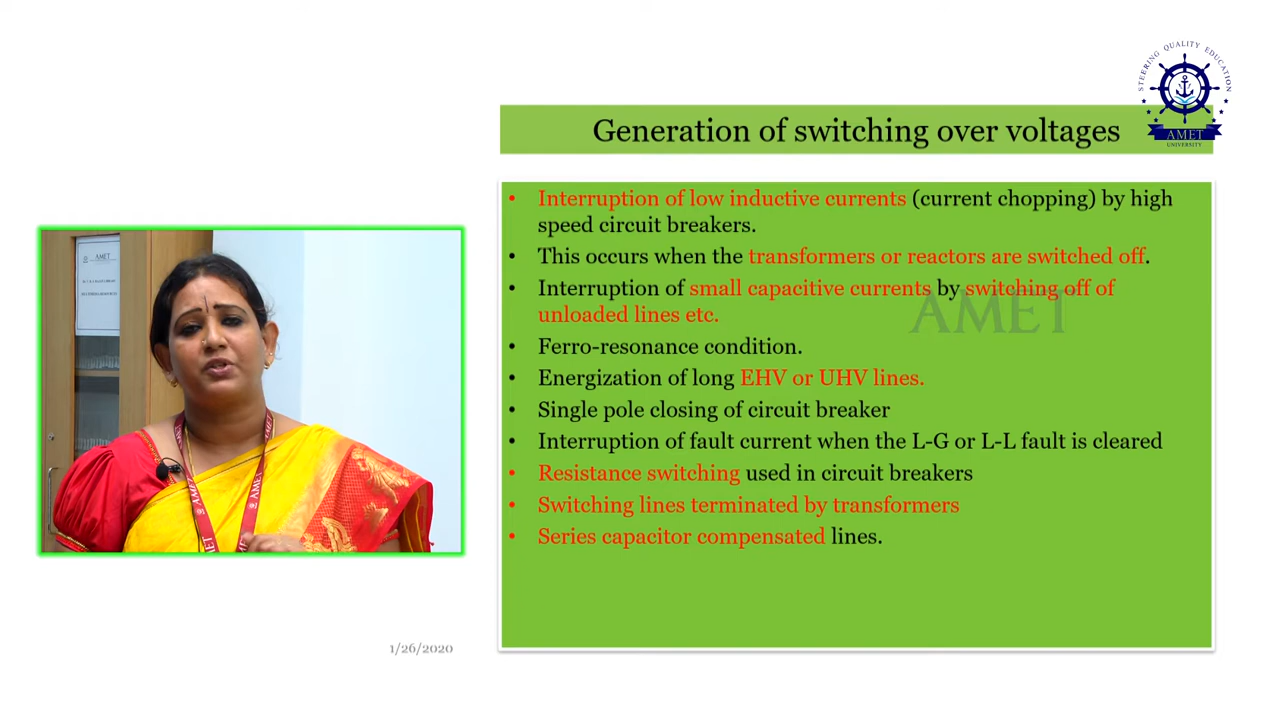 STEERING QUALITY EDUCATION
AMET
UNIVERSITY
Generation of switching over voltages
• Interruption of low inductive currents (current chopping) by high
speed circuit breakers.
• This occurs when the transformers or reactors are switched off.
• Interruption of small capacitive currents by switching off of
unloaded lines etc.
AMET
• Ferro-resonance condition.
• Energization of long EHV or UHV lines.
• Single pole closing of circuit breaker
• Interruption of fault current when the L-G or L-L fault is cleared
• Resistance switching used in circuit breakers
• Switching lines terminated by transformers
• Series capacitor compensated lines.
AMET
AMET
AMET
1/26/2020